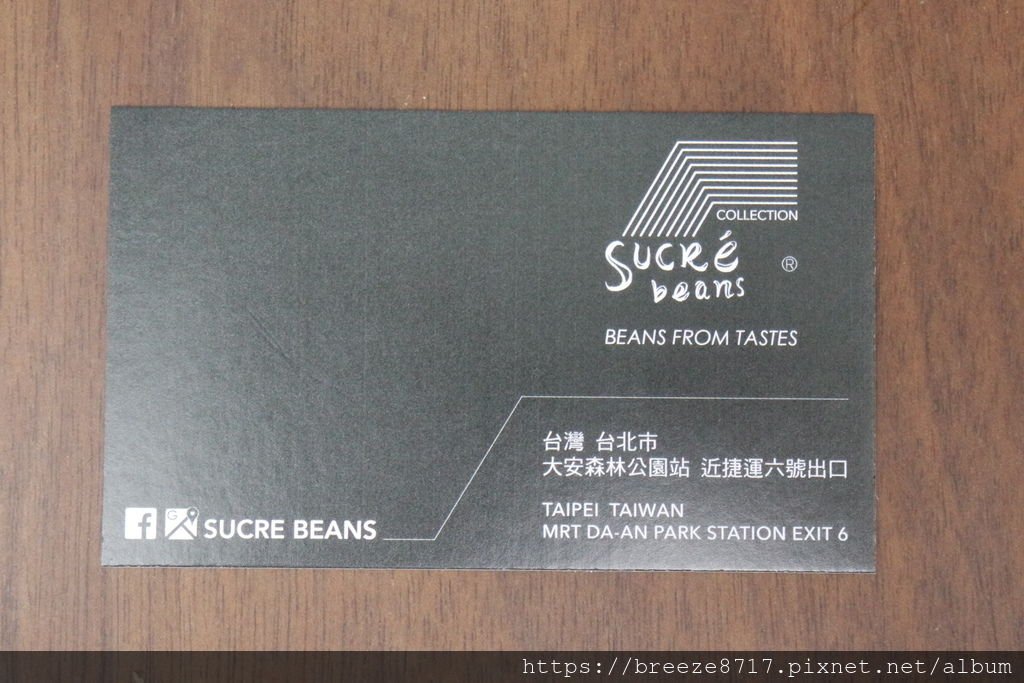 COLLECTION
Sucré
beans ®
BEANS FROM TASTES
台灣 台北市
大安森林公園站 近捷運六號出口
TAIPEI TAIWAN
MRT DA-AN PARK STATION EXIT 6
f G SUCRE BEANS
https://breeze8717.pixnet.net/album